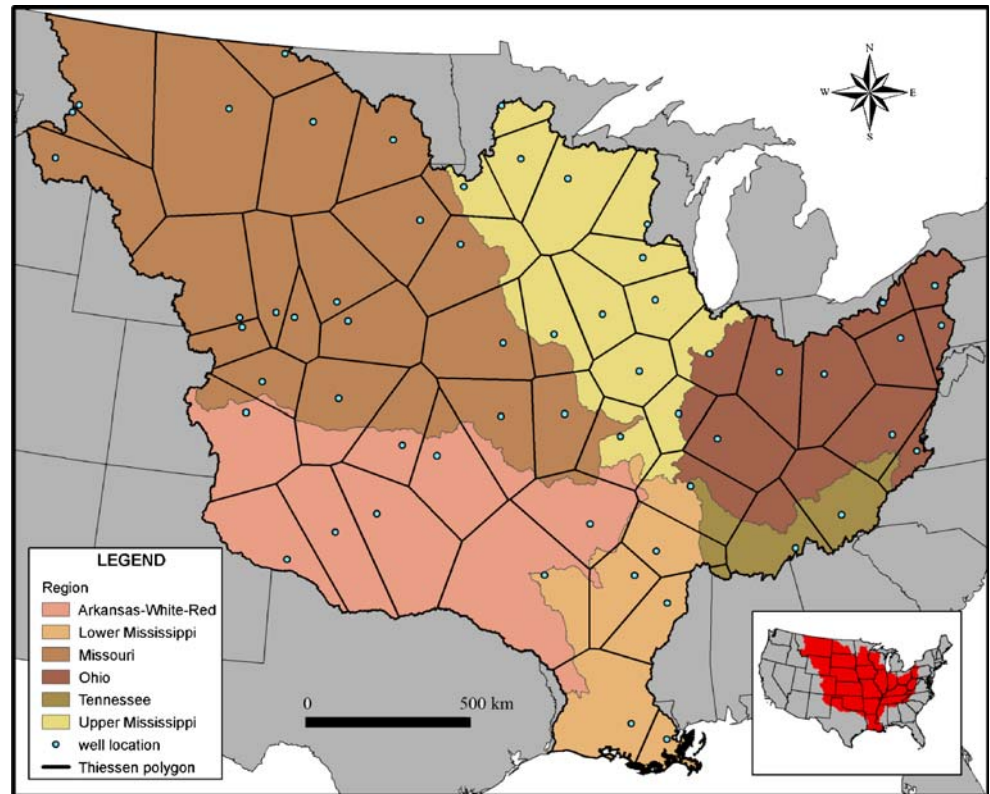 N
W E
S
LEGEND
Region
Arkansas-White-Red
Lower Mississippi
Missouri
Ohio
Tennessee
Upper Mississippi
well location
Thiessen polygon
0 500 km